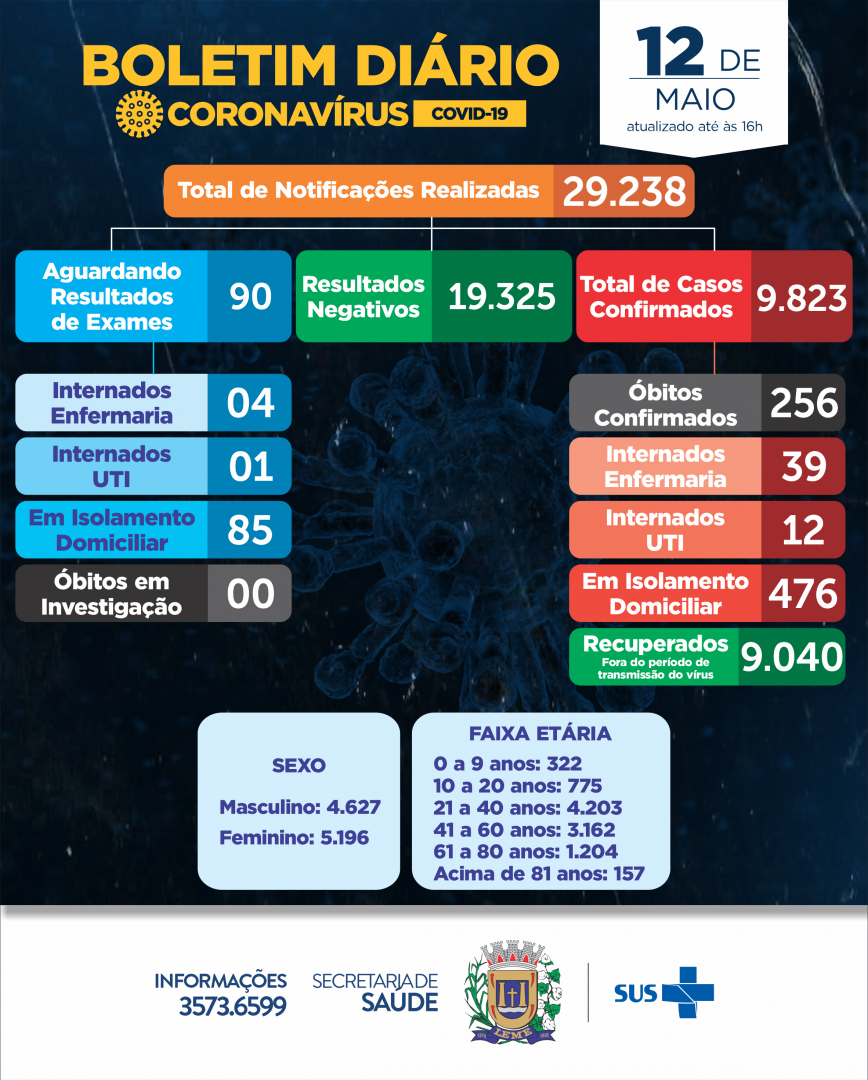 BOLETIM DIÁRIO
CORONAVÍRUS COVID-19
12 DE
MAIO
atualizado até às 16h
Total de Notificações Realizadas 29.238
Aguardando
Resultados
de Exames
90
Resultados
Negativos
19.325
Total de Casos
Confirmados
9.823
Internados
Enfermaria
04
Internados
UTI
01
Em Isolamento
Domiciliar
85
Óbitos em
Investigação
00
Óbitos
Confirmados
256
Internados
Enfermaria
39
Internados
UTI
12
Em Isolamento
Domiciliar
476
Recuperados
Fora do período de
transmissão do vírus
9.040
SEXO
Masculino: 4.627
Feminino: 5.196
FAIXA ETÁRIA
0 a 9 anos: 322
10 a 20 anos: 775
21 a 40 anos: 4.203
41 a 60 anos: 3.162
61 a 80 anos: 1.204
Acima de 81 anos: 157
INFORMAÇÕES
3573.6599
SECRETARIA DE
SAÚDE
LEME
SUS